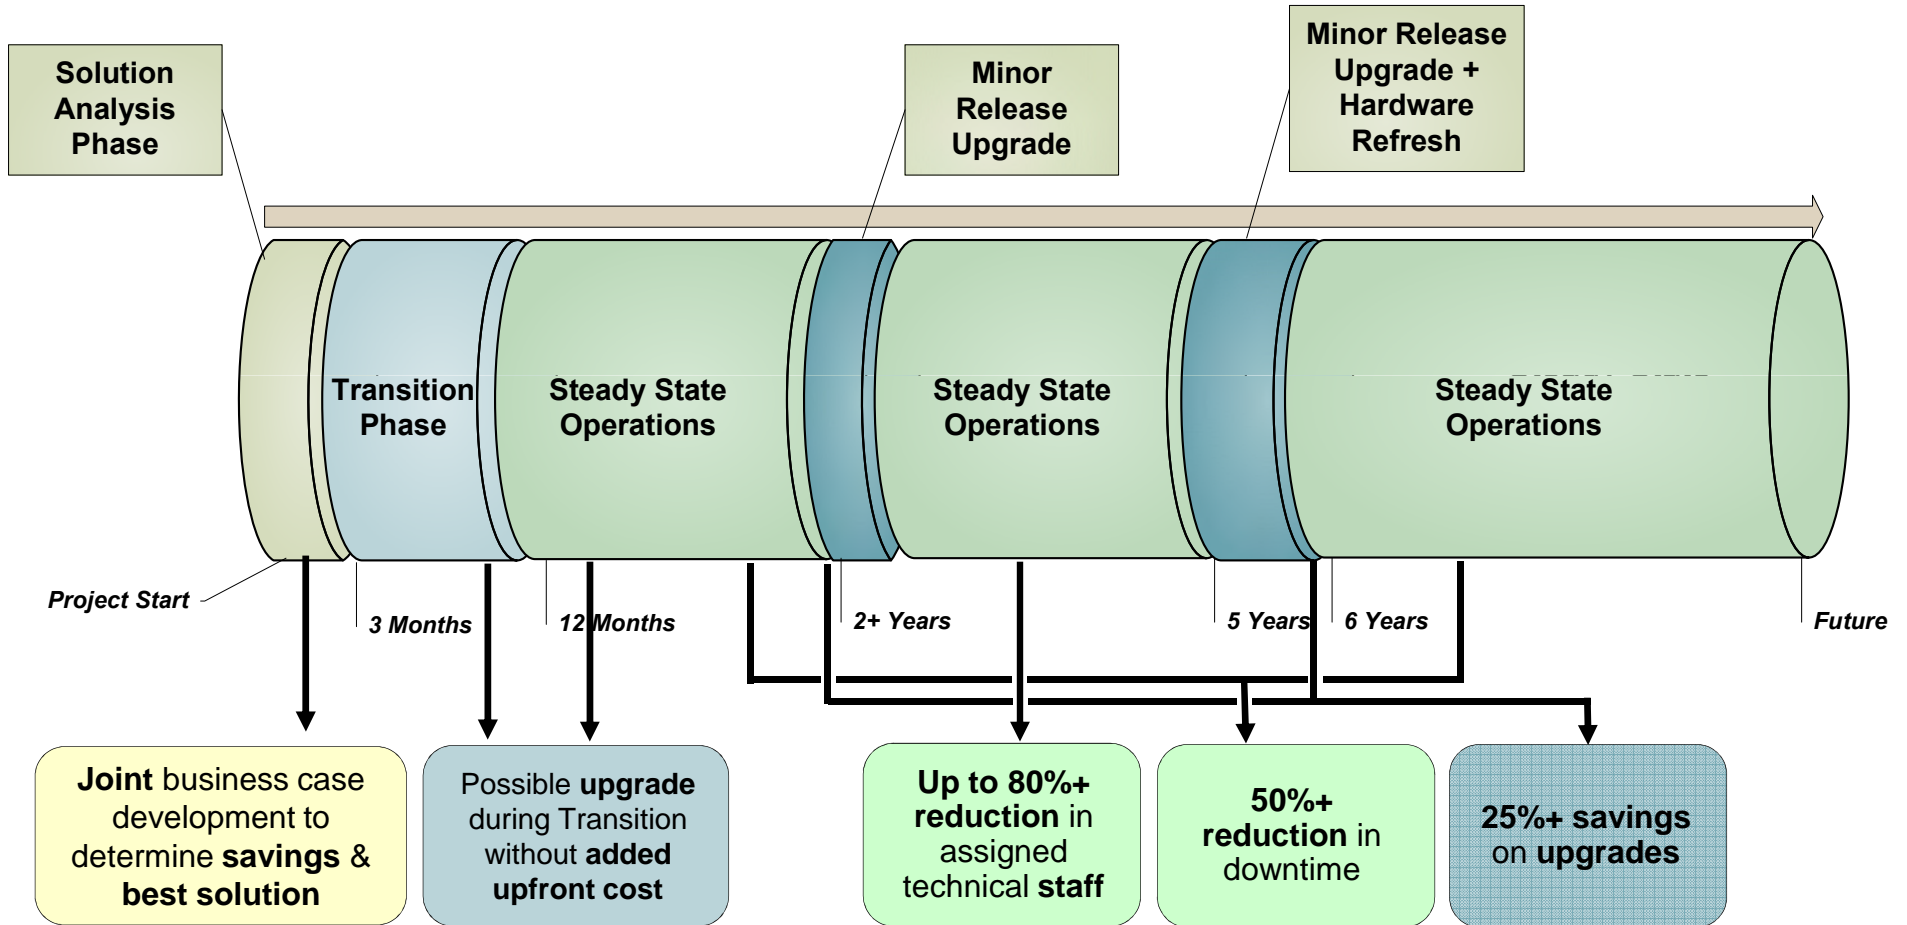 Solution
Analysis
Phase
Minor
Release
Upgrade
Minor Release
Upgrade +
Hardware
Refresh
Transition
Phase
Steady State
Operations
Steady State
Operations
Steady State
Operations
Project Start
3 Months
12 Months
2+ Years
5 Years
6 Years
Future
Joint business case
development to
determine savings &
best solution
Possible upgrade
during Transition
without added
upfront cost
Up to 80%+
reduction in
assigned
technical staff
50%+
reduction in
downtime
25%+ savings
on upgrades